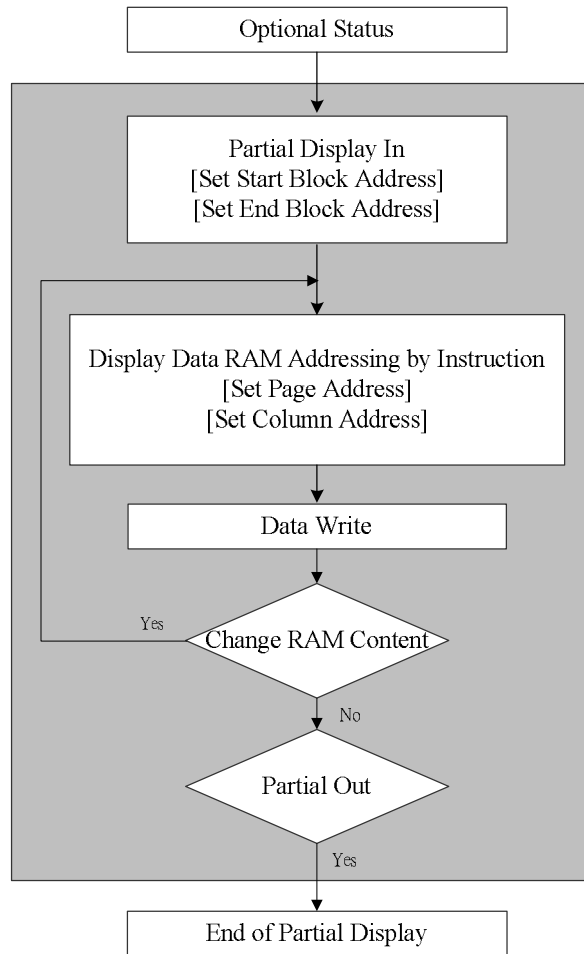 Optional Status
Partial Display In
[Set Start Block Address]
[Set End Block Address]
Display Data RAM Addressing by Instruction
[Set Page Address]
[Set Column Address]
Data Write
Yes
Change RAM Content
No
Partial Out
Yes
End of Partial Display